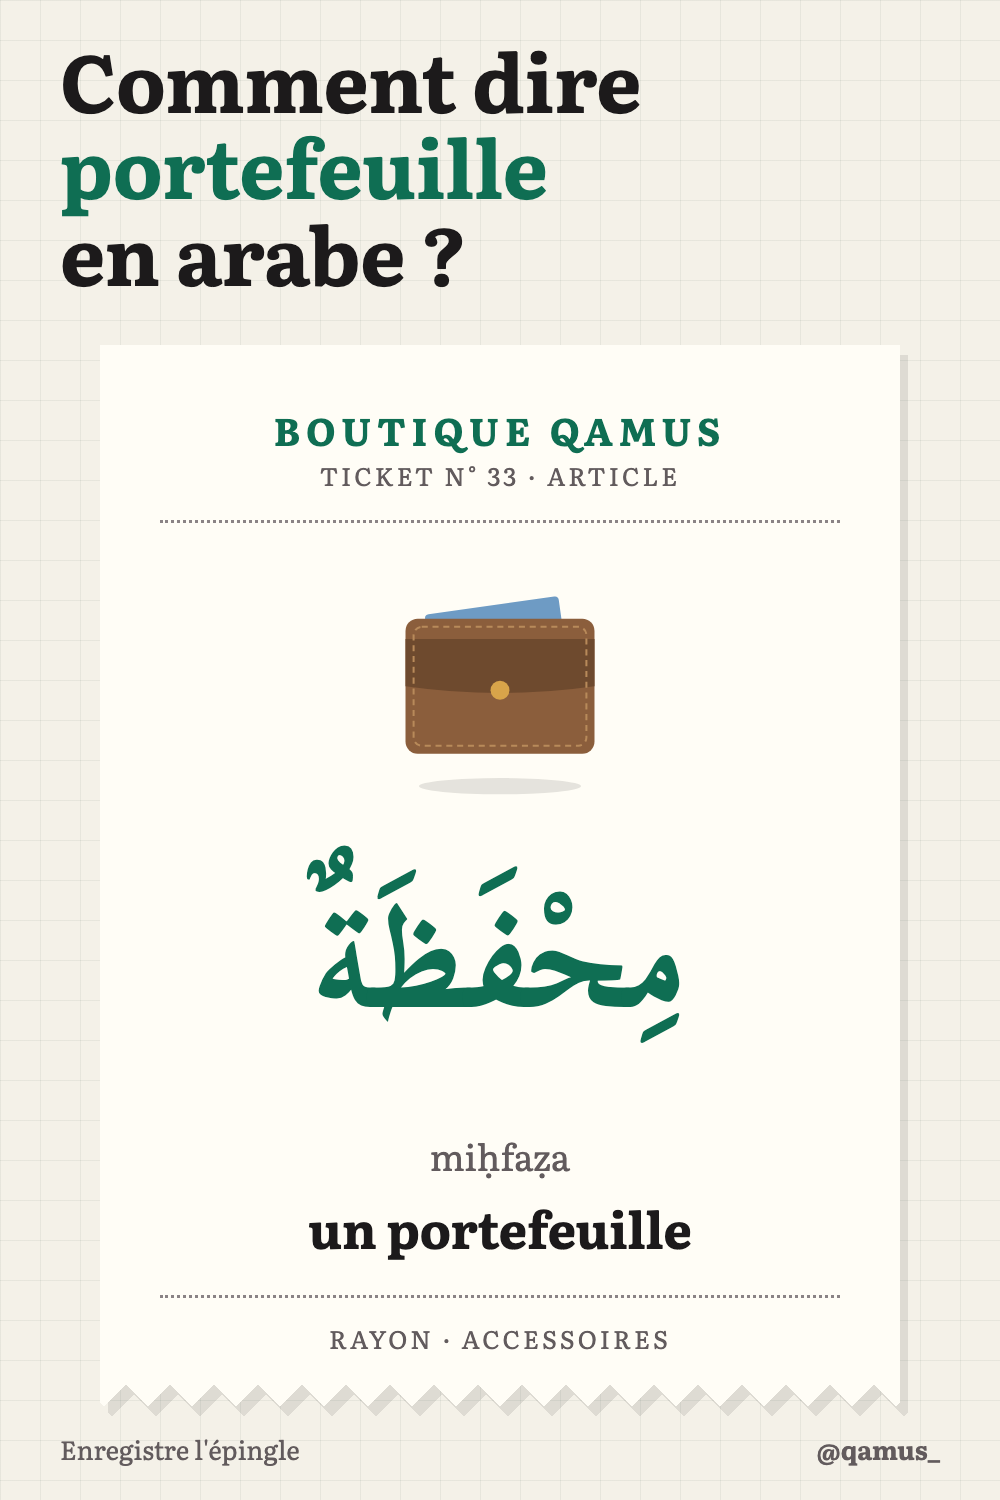 Comment dire
portefeuille
en arabe ?
BOUTIQUE QAMUS
TICKET N° 33 · ARTICLE
مِحْفَظَةٌ
miḥfaẓa
un portefeuille
RAYON · ACCESSOIRES
Enregistre l'épingle
@qamus_